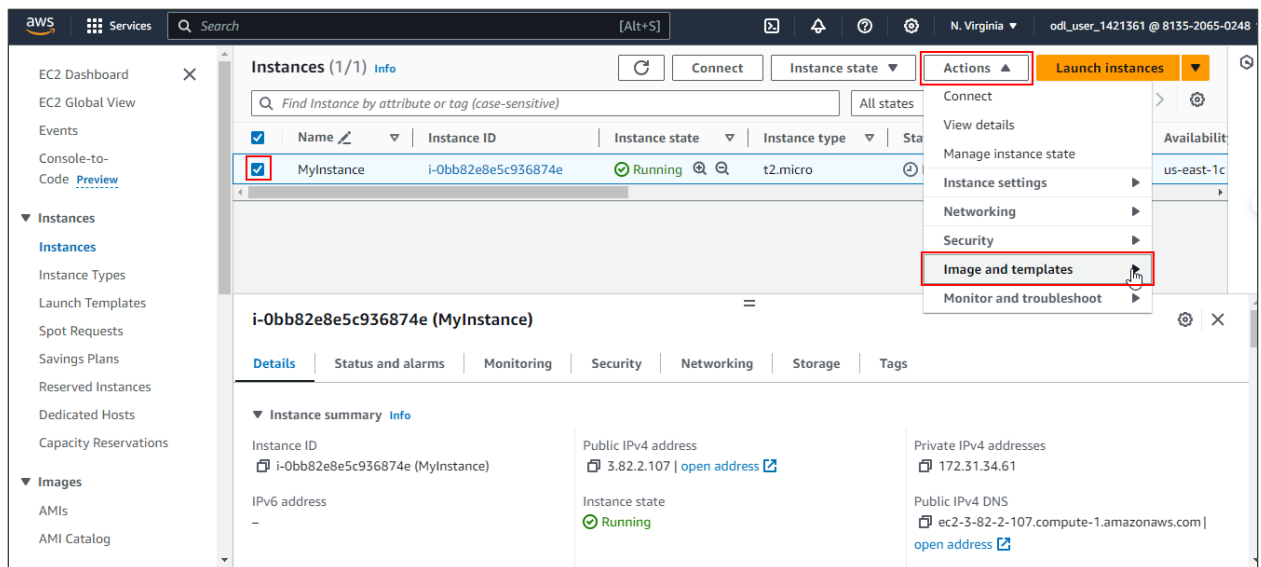 aws Services Search [Alt+S] N. Virginia ▼ odl_user_1421361 @ 8135-2065-0248
EC2 Dashboard
EC2 Global View
Events
Console-to-
Code Preview
▼ Instances
Instances
Instance Types
Launch Templates
Spot Requests
Savings Plans
Reserved Instances
Dedicated Hosts
Capacity Reservations
▼ Images
AMIs
AMI Catalog
Instances (1/1) Info Connect Instance state ▼ Actions ▲ Launch instances ▼
Find Instance by attribute or tag (case-sensitive) All states
Name Instance ID Instance state Instance type Sta Availabilit
MyInstance i-0bb82e8e5c936874e Running t2.micro us-east-1c
Connect
View details
Manage instance state
Instance settings
Networking
Security
Image and templates
Monitor and troubleshoot
i-0bb82e8e5c936874e (MyInstance)
Details Status and alarms Monitoring Security Networking Storage Tags
▼ Instance summary Info
Instance ID
i-0bb82e8e5c936874e (MyInstance)
IPv6 address
–
Public IPv4 address
3.82.2.107 | open address
Instance state
Running
Private IPv4 addresses
172.31.34.61
Public IPv4 DNS
ec2-3-82-2-107.compute-1.amazonaws.com |
open address